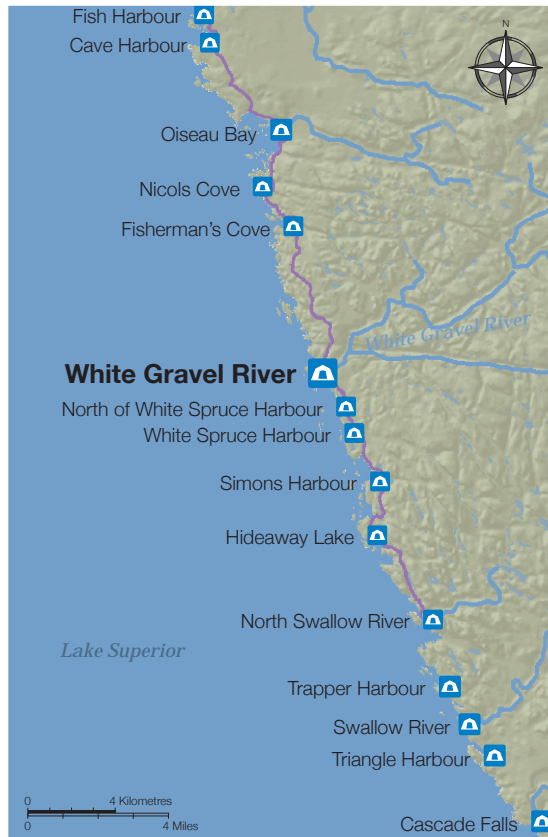 Fish Harbour
N
Cave Harbour
Oiseau Bay
Nicols Cove
Fisherman's Cove
White Gravel River
White Gravel River
North of White Spruce Harbour
White Spruce Harbour
Simons Harbour
Hideaway Lake
North Swallow River
Lake Superior
Trapper Harbour
Swallow River
Triangle Harbour
0 4 Kilometres
0 4 Miles
Cascade Falls